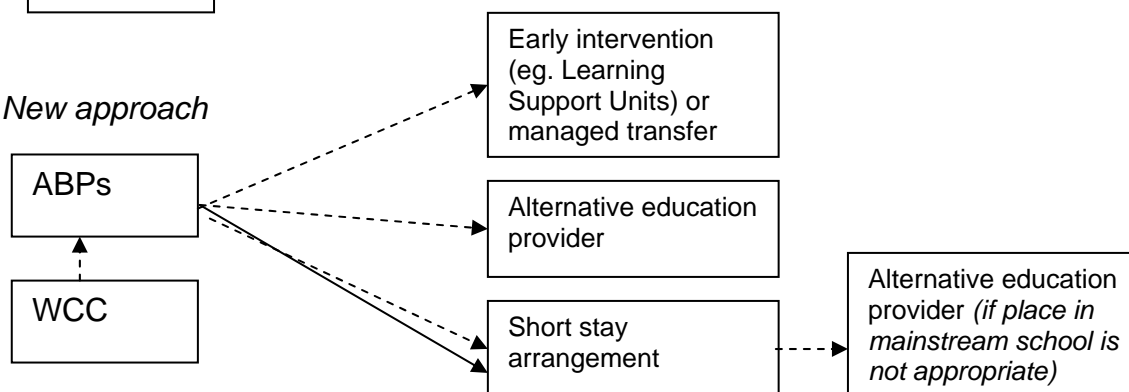 New approach
ABPs
WCC
Early intervention
(eg. Learning
Support Units) or
managed transfer
Alternative education
provider
Short stay
arrangement
Alternative education
provider (if place in
mainstream school is
not appropriate)